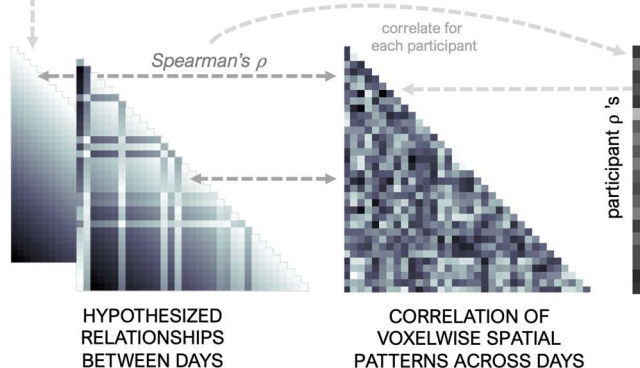 correlate for
each participant
Spearman's ρ
participant ρ 's
HYPOTHESIZED
RELATIONSHIPS
BETWEEN DAYS
CORRELATION OF
VOXELWISE SPATIAL
PATTERNS ACROSS DAYS